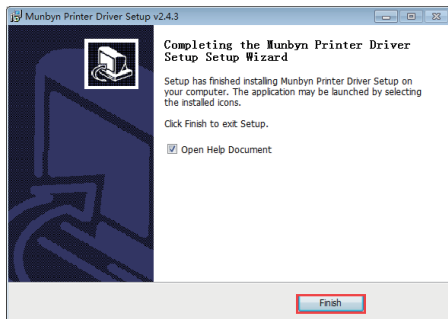 Munbyn Printer Driver Setup v2.4.3
Completing the Munbyn Printer Driver
Setup Setup Wizard
Setup has finished installing Munbyn Printer Driver Setup on
your computer. The application may be launched by selecting
the installed icons.
Click Finish to exit Setup.
Open Help Document
Finish